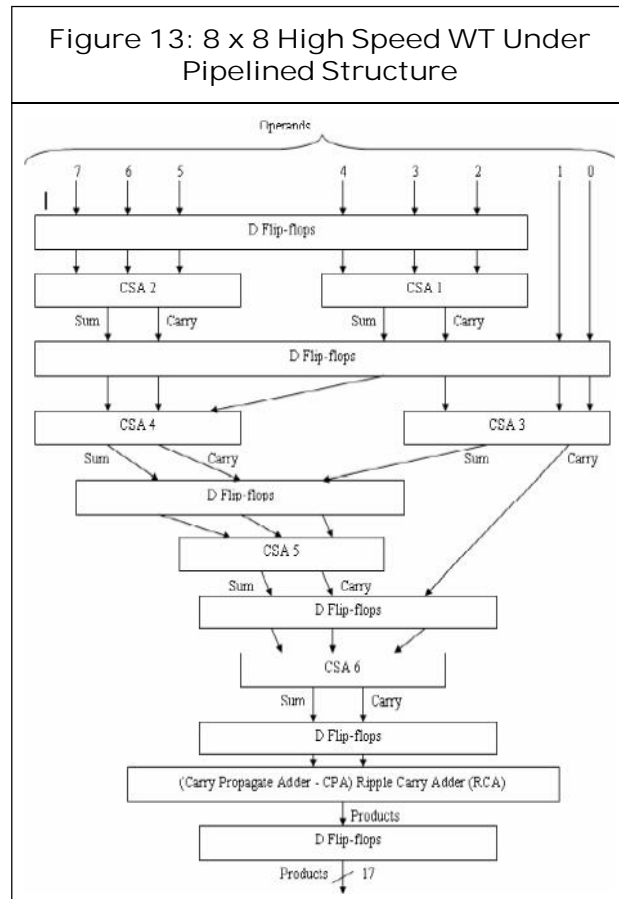 Figure 13: 8 x 8 High Speed WT Under
Pipelined Structure
Operands
7 6 5 4 3 2 1 0
D Flip-flops
CSA 2 CSA 1
Sum Carry Sum Carry
D Flip-flops
CSA 4 CSA 3
Sum Carry Sum Carry
D Flip-flops
CSA 5
Sum Carry
D Flip-flops
CSA 6
Sum Carry
D Flip-flops
(Carry Propagate Adder - CPA) Ripple Carry Adder (RCA)
Products
D Flip-flops
Products 17